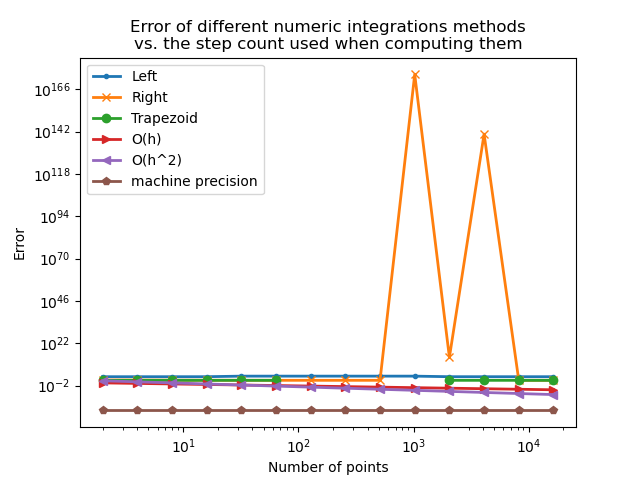 Error of different numeric integrations methods
vs. the step count used when computing them
Left
Right
Trapezoid
O(h)
O(h^2)
machine precision
10^166
10^142
10^118
10^94
10^70
10^46
10^22
10^−2
Error
10^1
10^2
10^3
10^4
Number of points